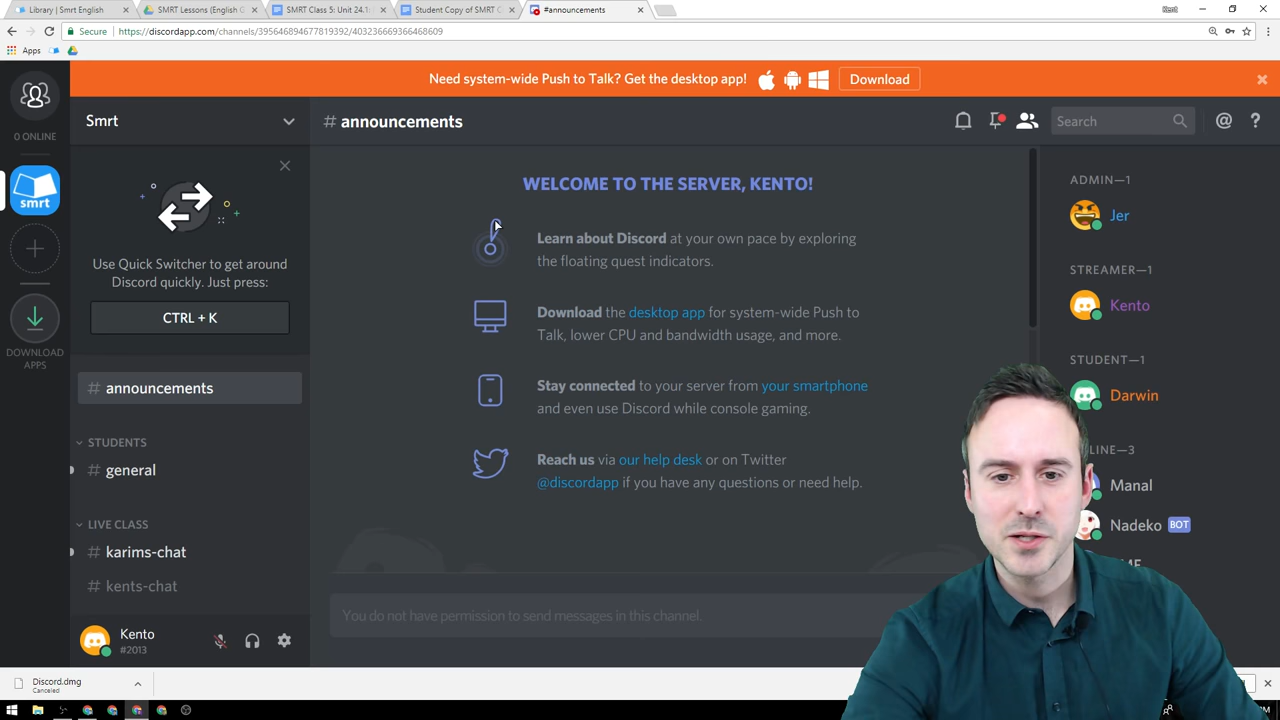 Library | Smrt English
SMRT Lessons (English G
SMRT Class 5: Unit 24.1
Student Copy of SMRT C
#announcements
Kent
Secure
https://discordapp.com/channels/395646894677819392/403236669366468609
Apps
Need system-wide Push to Talk? Get the desktop app!
Download
0 ONLINE
smrt
DOWNLOAD
APPS
Smrt
Use Quick Switcher to get around
Discord quickly. Just press:
CTRL + K
# announcements
STUDENTS
# general
LIVE CLASS
# karims-chat
# kents-chat
Kento
#2013
# announcements
Search
WELCOME TO THE SERVER, KENTO!
Learn about Discord at your own pace by exploring
the floating quest indicators.
Download the desktop app for system-wide Push to
Talk, lower CPU and bandwidth usage, and more.
Stay connected to your server from your smartphone
and even use Discord while console gaming.
Reach us via our help desk or on Twitter
@discordapp if you have any questions or need help.
You do not have permission to send messages in this channel.
ADMIN—1
Jer
STREAMER—1
Kento
STUDENT—1
Darwin
LINE—3
Manal
Nadeko BOT
Discord.dmg
Canceled